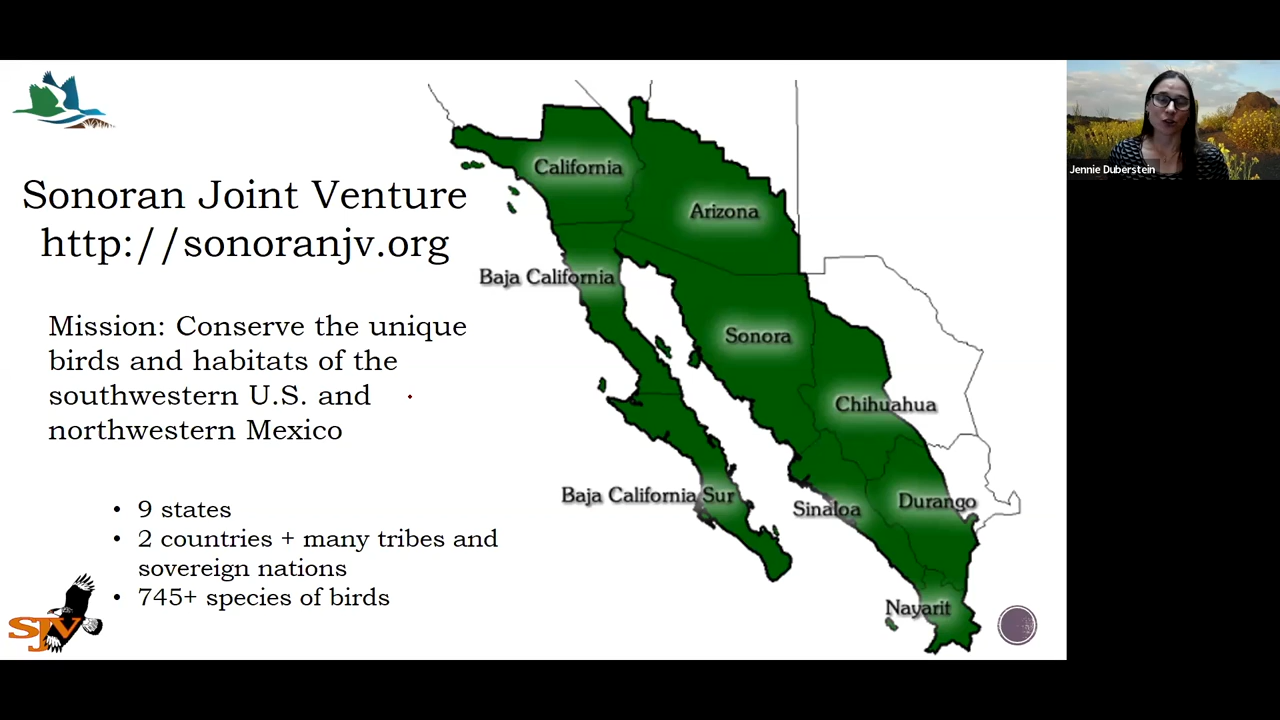 Sonoran Joint Venture
http://sonoranjv.org
Mission: Conserve the unique
birds and habitats of the
southwestern U.S. and
northwestern Mexico
• 9 states
• 2 countries + many tribes and
sovereign nations
• 745+ species of birds
SJV
California
Arizona
Baja California
Sonora
Chihuahua
Baja California Sur
Sinaloa
Durango
Nayarit
Jennie Duberstein